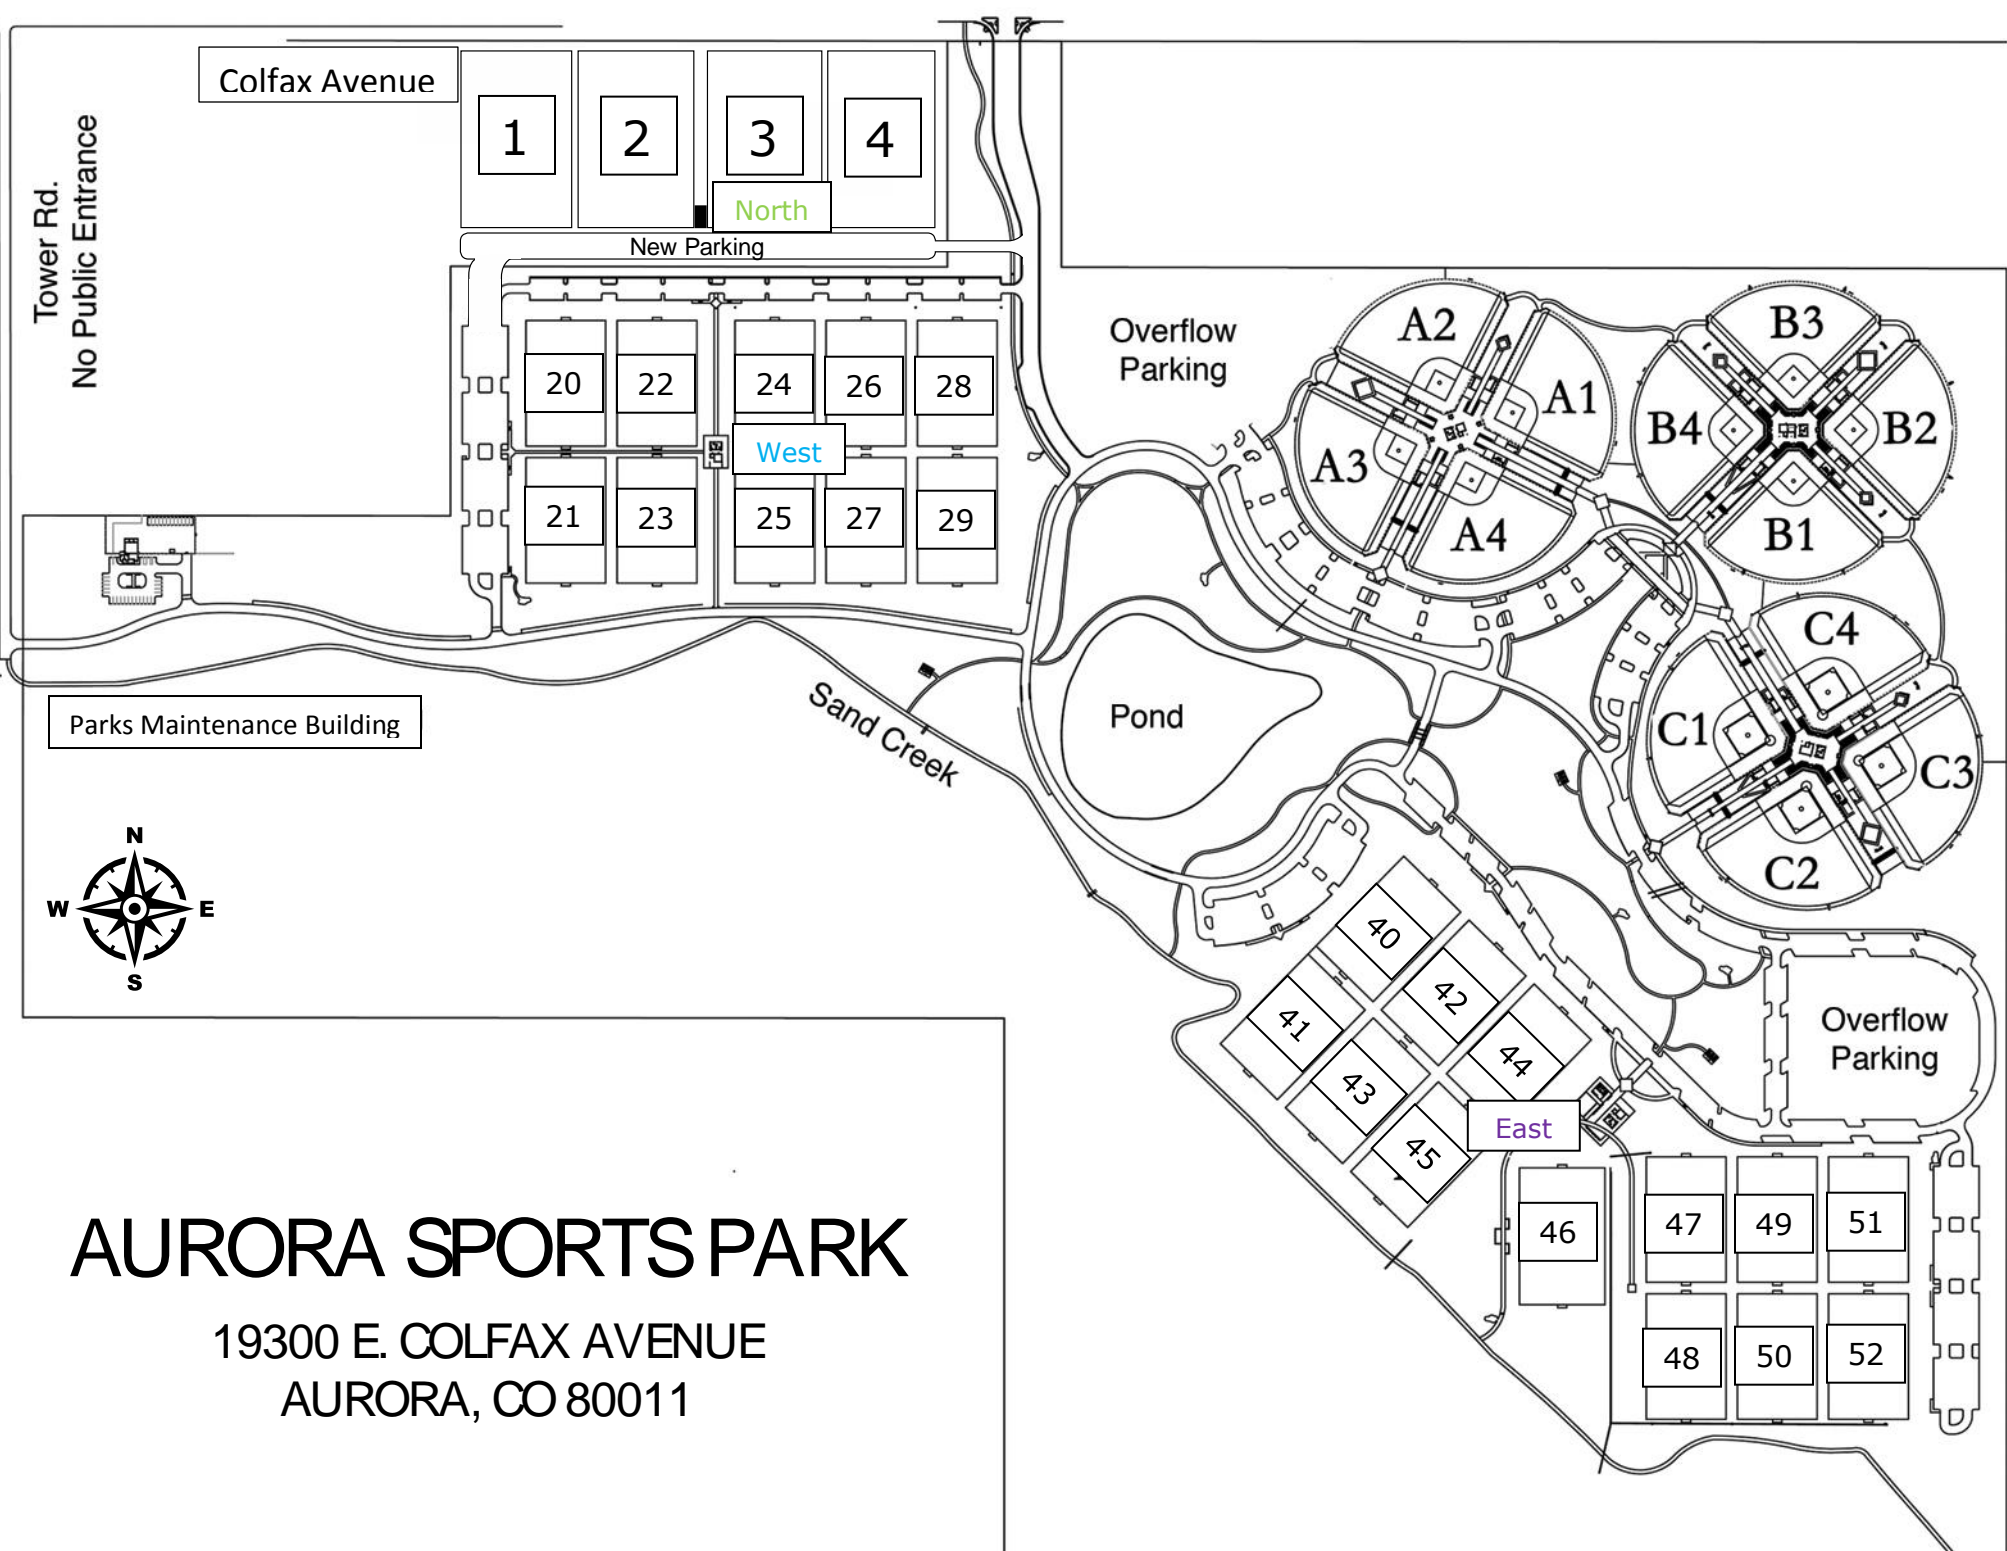 Colfax Avenue
Tower Rd.
No Public Entrance
1
2
3
4
North
New Parking
20
22
24
26
28
West
21
23
25
27
29
Overflow
Parking
A2
A1
A3
A4
B3
B4
B2
B1
C4
C1
C3
C2
Parks Maintenance Building
Sand Creek
Pond
N
W
E
S
40
42
41
44
43
45
East
Overflow
Parking
46
47
49
51
48
50
52
AURORA SPORTS PARK
19300 E. COLFAX AVENUE
AURORA, CO 80011